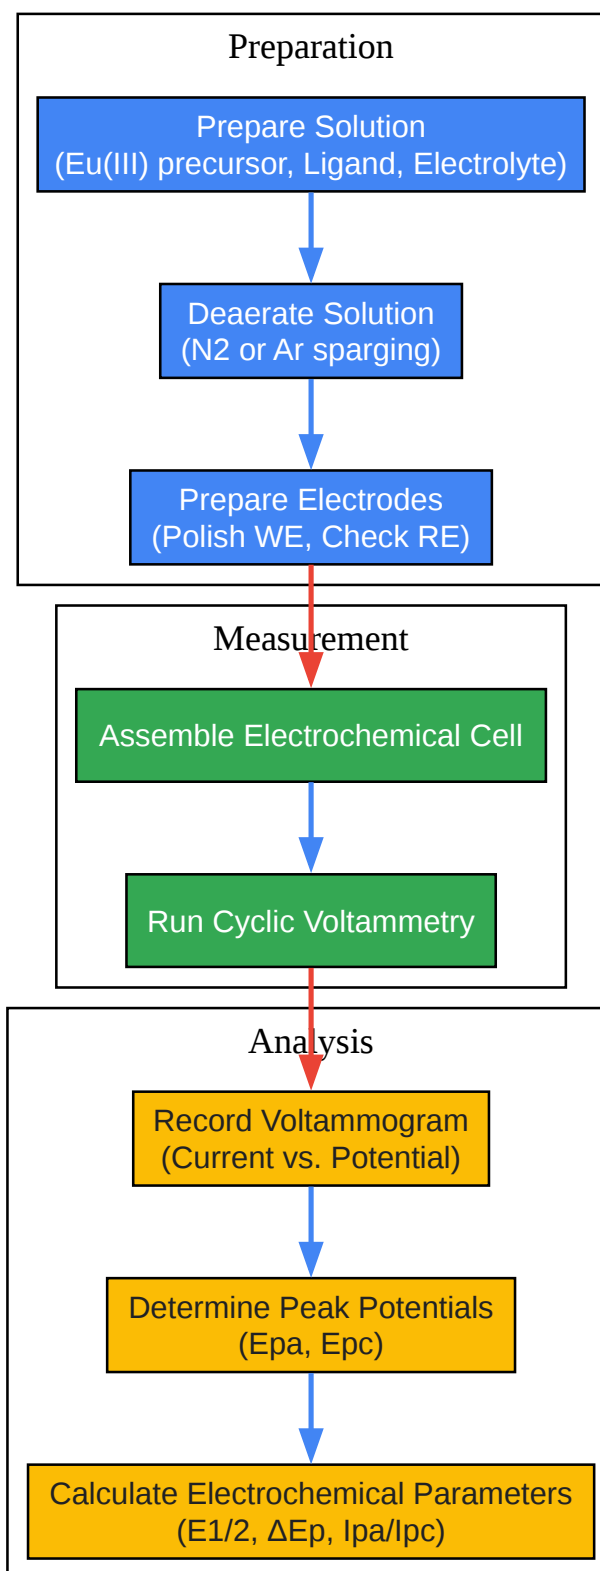 Preparation
Prepare Solution
(Eu(III) precursor, Ligand, Electrolyte)
Deaerate Solution
(N2 or Ar sparging)
Prepare Electrodes
(Polish WE, Check RE)
Measurement
Assemble Electrochemical Cell
Run Cyclic Voltammetry
Analysis
Record Voltammogram
(Current vs. Potential)
Determine Peak Potentials
(Epa, Epc)
Calculate Electrochemical Parameters
(E1/2, ΔEp, Ipa/Ipc)